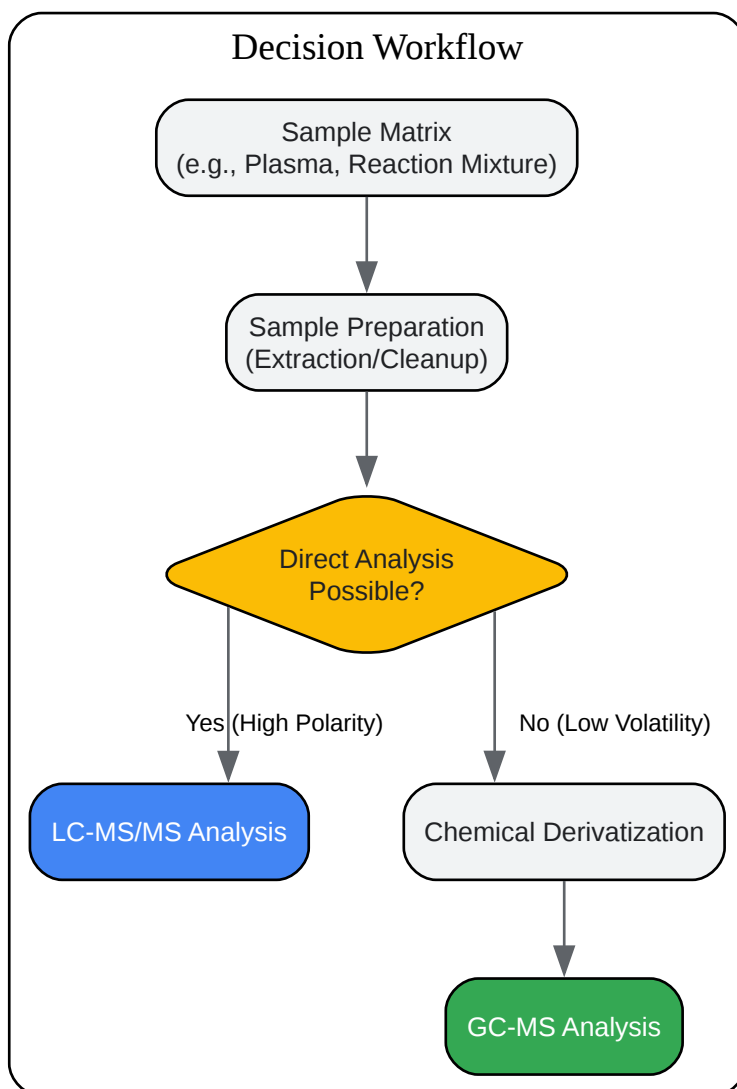 Decision Workflow
Sample Matrix
(e.g., Plasma, Reaction Mixture)
Sample Preparation
(Extraction/Cleanup)
Direct Analysis
Possible?
Yes (High Polarity)
No (Low Volatility)
LC-MS/MS Analysis
Chemical Derivatization
GC-MS Analysis